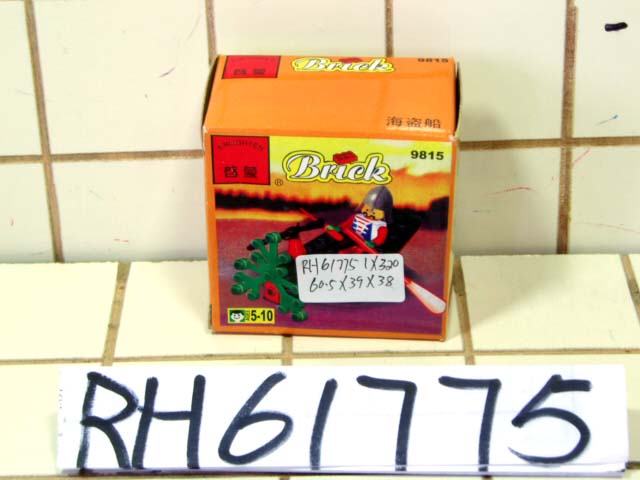 Brick
9815
海盗船
ENLIGHTEN
启蒙
®
Brick
9815
RH61775 1X320
60.5X39X38
5-10
RH61775